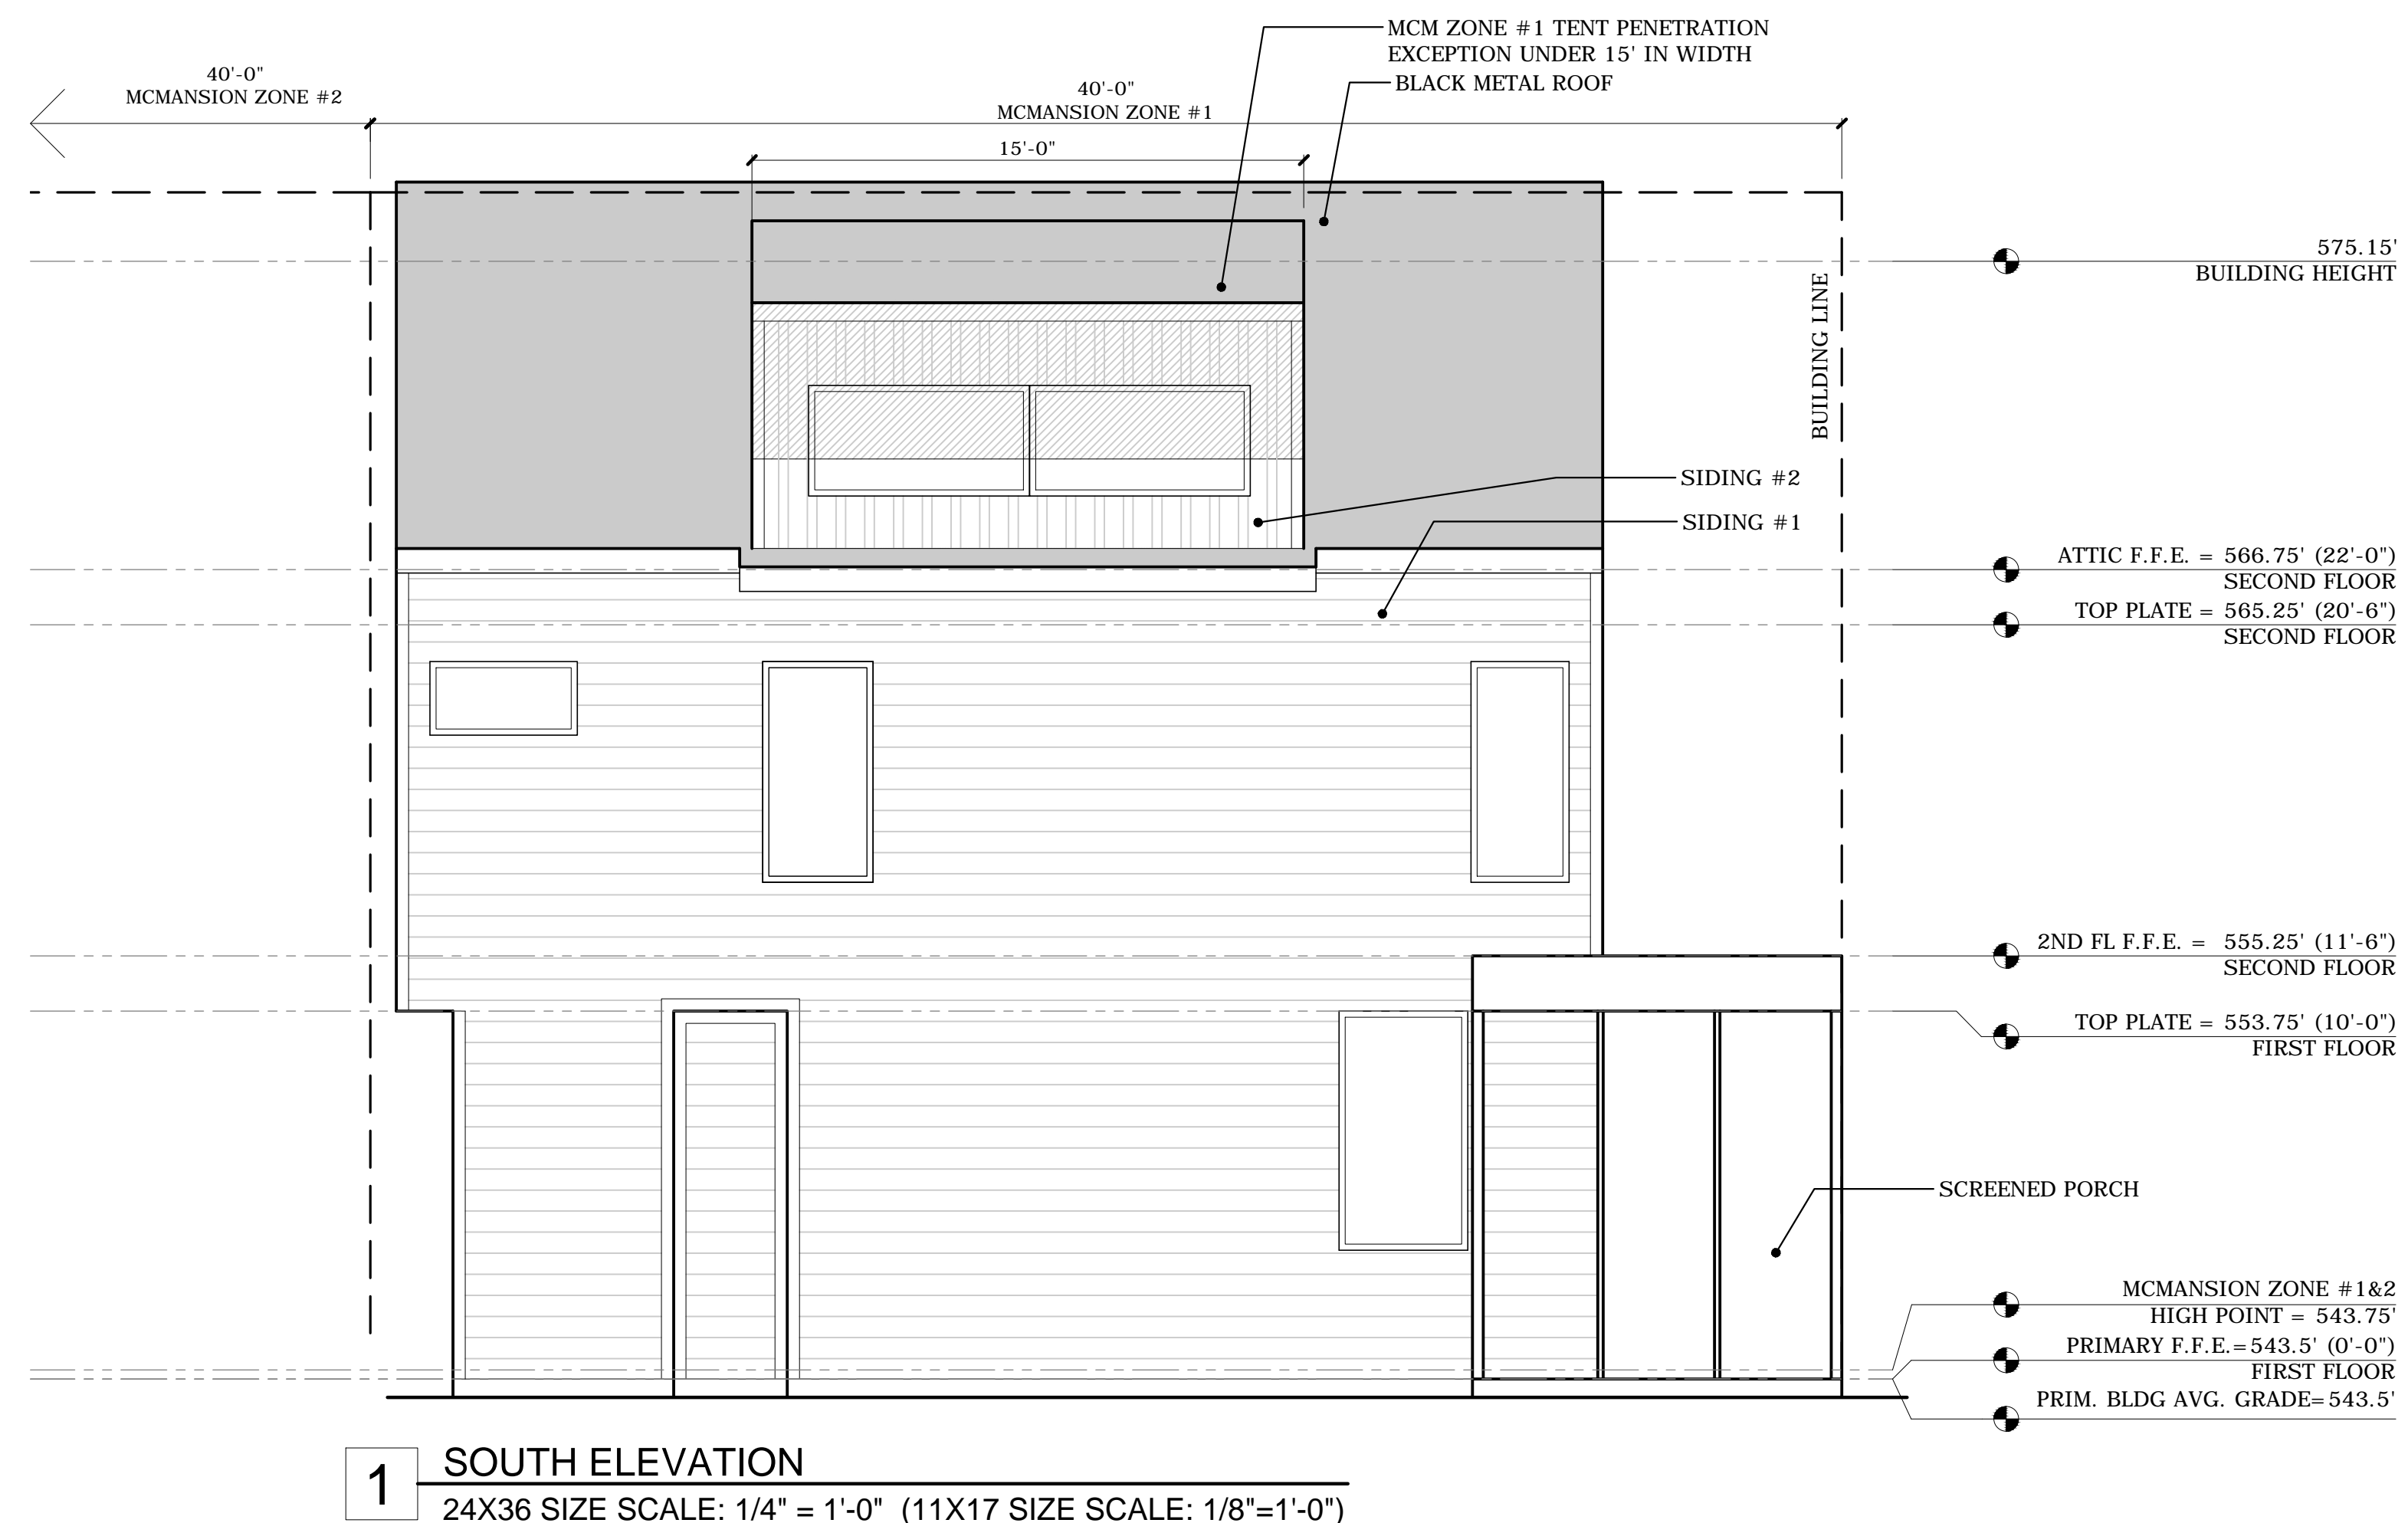 MCM ZONE #1 TENT PENETRATION
EXCEPTION UNDER 15' IN WIDTH
BLACK METAL ROOF
40'-0"
MCMANSION ZONE #2
40'-0"
MCMANSION ZONE #1
15'-0"
575.15'
BUILDING HEIGHT
BUILDING LINE
SIDING #2
SIDING #1
ATTIC F.F.E. = 566.75' (22'-0")
SECOND FLOOR
TOP PLATE = 565.25' (20'-6")
SECOND FLOOR
2ND FL F.F.E. = 555.25' (11'-6")
SECOND FLOOR
TOP PLATE = 553.75' (10'-0")
FIRST FLOOR
SCREENED PORCH
MCMANSION ZONE #1&2
HIGH POINT = 543.75'
PRIMARY F.F.E.=543.5' (0'-0")
FIRST FLOOR
PRIM. BLDG AVG. GRADE=543.5'
1
SOUTH ELEVATION
24X36 SIZE SCALE: 1/4" = 1'-0" (11X17 SIZE SCALE: 1/8"=1'-0")